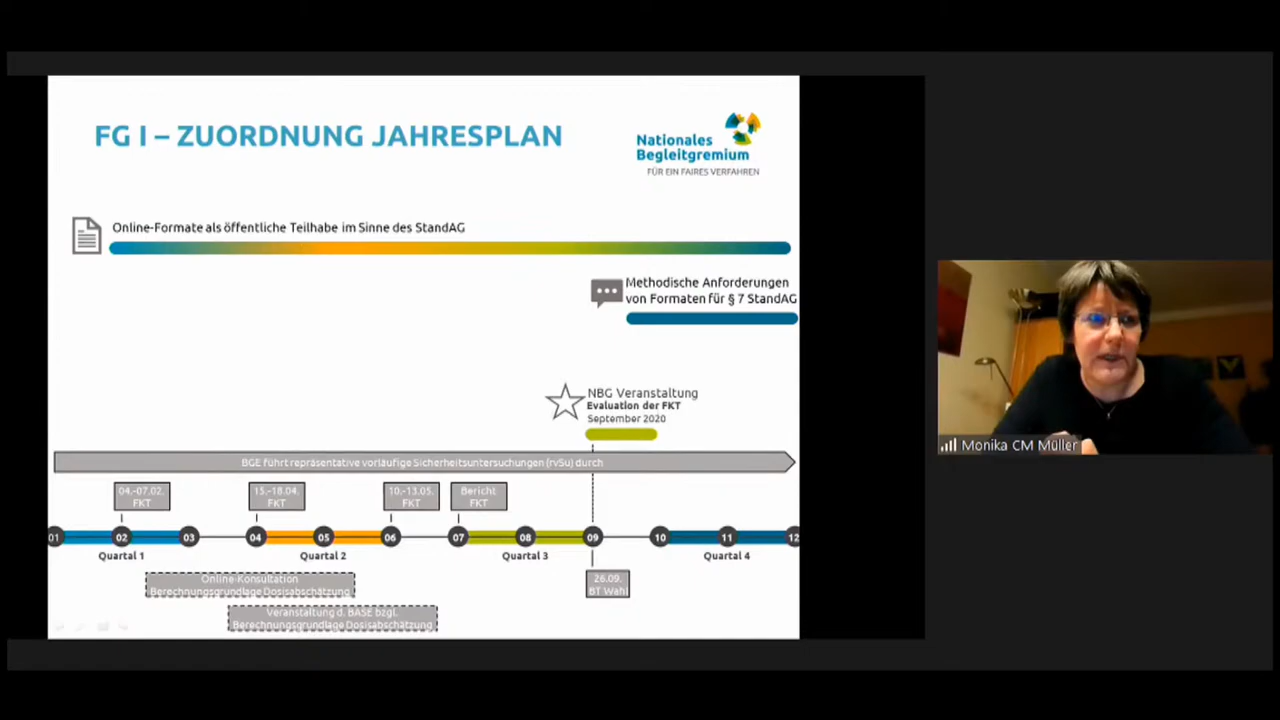 FG I – ZUORDNUNG JAHRESPLAN
Nationales
Begleitgremium
FÜR EIN FAIRES VERFAHREN
Online-Formate als öffentliche Teilhabe im Sinne des StandAG
Methodische Anforderungen
von Formaten für § 7 StandAG
NBG Veranstaltung
Evaluation der FKT
September 2020
BGE führt repräsentative vorläufige Sicherheitsuntersuchungen (rvSu) durch
04.-07.02.
FKT
15.-18.04.
FKT
10.-13.05.
FKT
Bericht
FKT
01 02 03 04 05 06 07 08 09 10 11 12
Quartal 1 Quartal 2 Quartal 3 Quartal 4
Online-Konsultation
Berechnungsgrundlage Dosisabschätzung
26.09.
BT Wahl
Veranstaltung d. BASE bzgl.
Berechnungsgrundlage Dosisabschätzung
Monika CM Müller